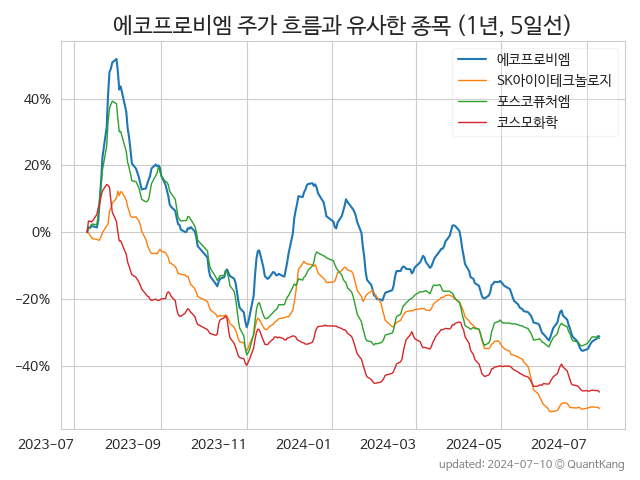 에코프로비엠 주가 흐름과 유사한 종목 (1년, 5일선)
에코프로비엠
SK아이이테크놀로지
포스코퓨처엠
코스모화학
40%
20%
0%
−20%
−40%
2023-07 2023-09 2023-11 2024-01 2024-03 2024-05 2024-07
updated: 2024-07-10 © QuantKang